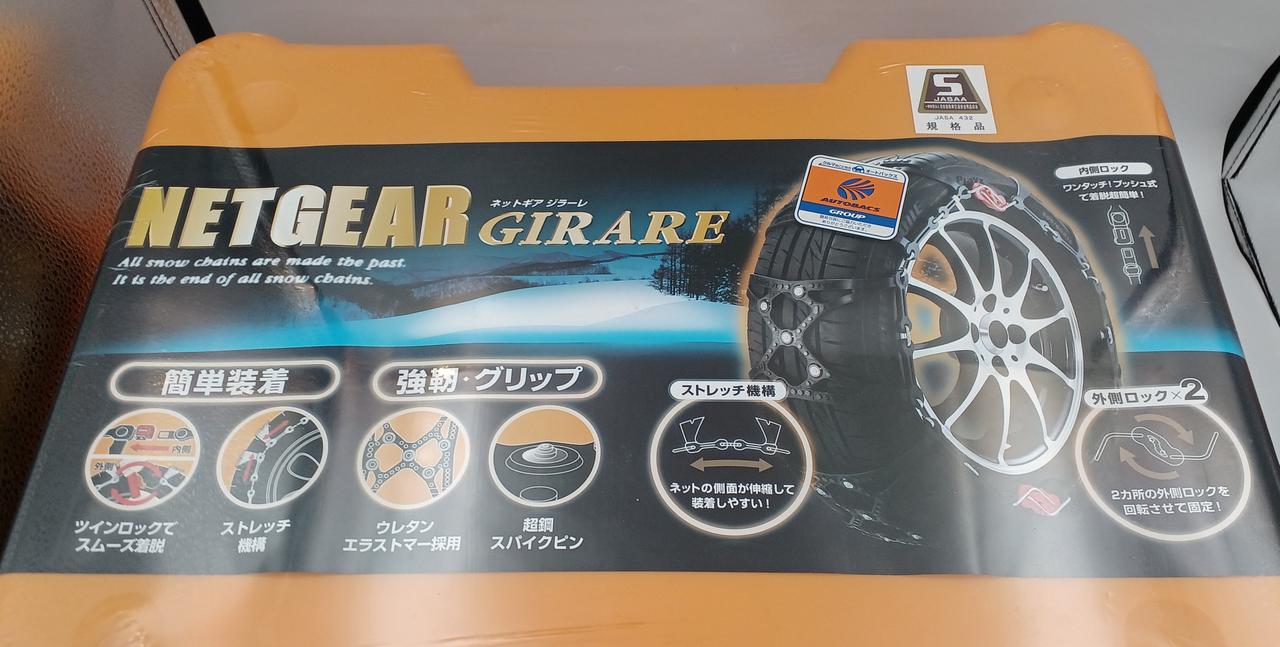 S
JASAA
JASA 432
規格品
NETGEAR
ネットギア ジラーレ
GIRARE
All snow chains are made the past.
It is the end of all snow chains.
オートバックス
AUTOBACS
GROUP
内側ロック
ワンタッチ!プッシュ式
で着脱超簡単!
簡単装着
強靭・グリップ
内側
外側
ツインロックで
スムーズ着脱
ストレッチ
機構
ウレタン
エラストマー採用
超鋼
スパイクピン
ストレッチ機構
ネットの側面が伸縮して
装着しやすい!
外側ロック×2
2カ所の外側ロックを
回転させて固定!